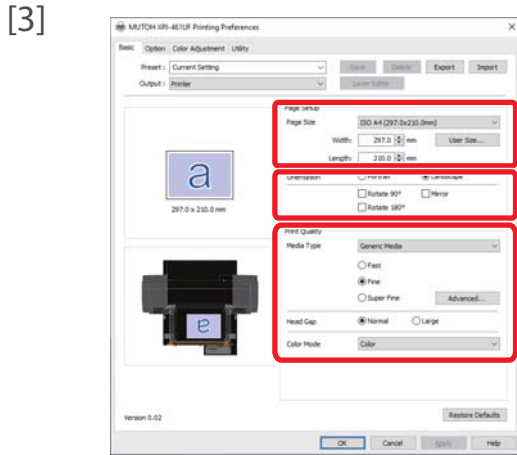 [3]
MUTOH XPJ-461UF Printing Preferences
Basic Option Color Adjustment Utility
Preset : Current Setting Save Delete Export Import
Output : Printer Layer Editor
Page Setup
Page Size ISO A4 (297.0x210.0mm)
Width: 297.0 mm User Size...
Length: 210.0 mm
Orientation Portrait Landscape
Rotate 90° Mirror
Rotate 180°
a
297.0 x 210.0 mm
Print Quality
Media Type Generic Media
Fast
Fine
Super Fine Advanced...
Head Gap Normal Large
Color Mode Color
a
Version 0.02
Restore Defaults
OK Cancel Apply Help